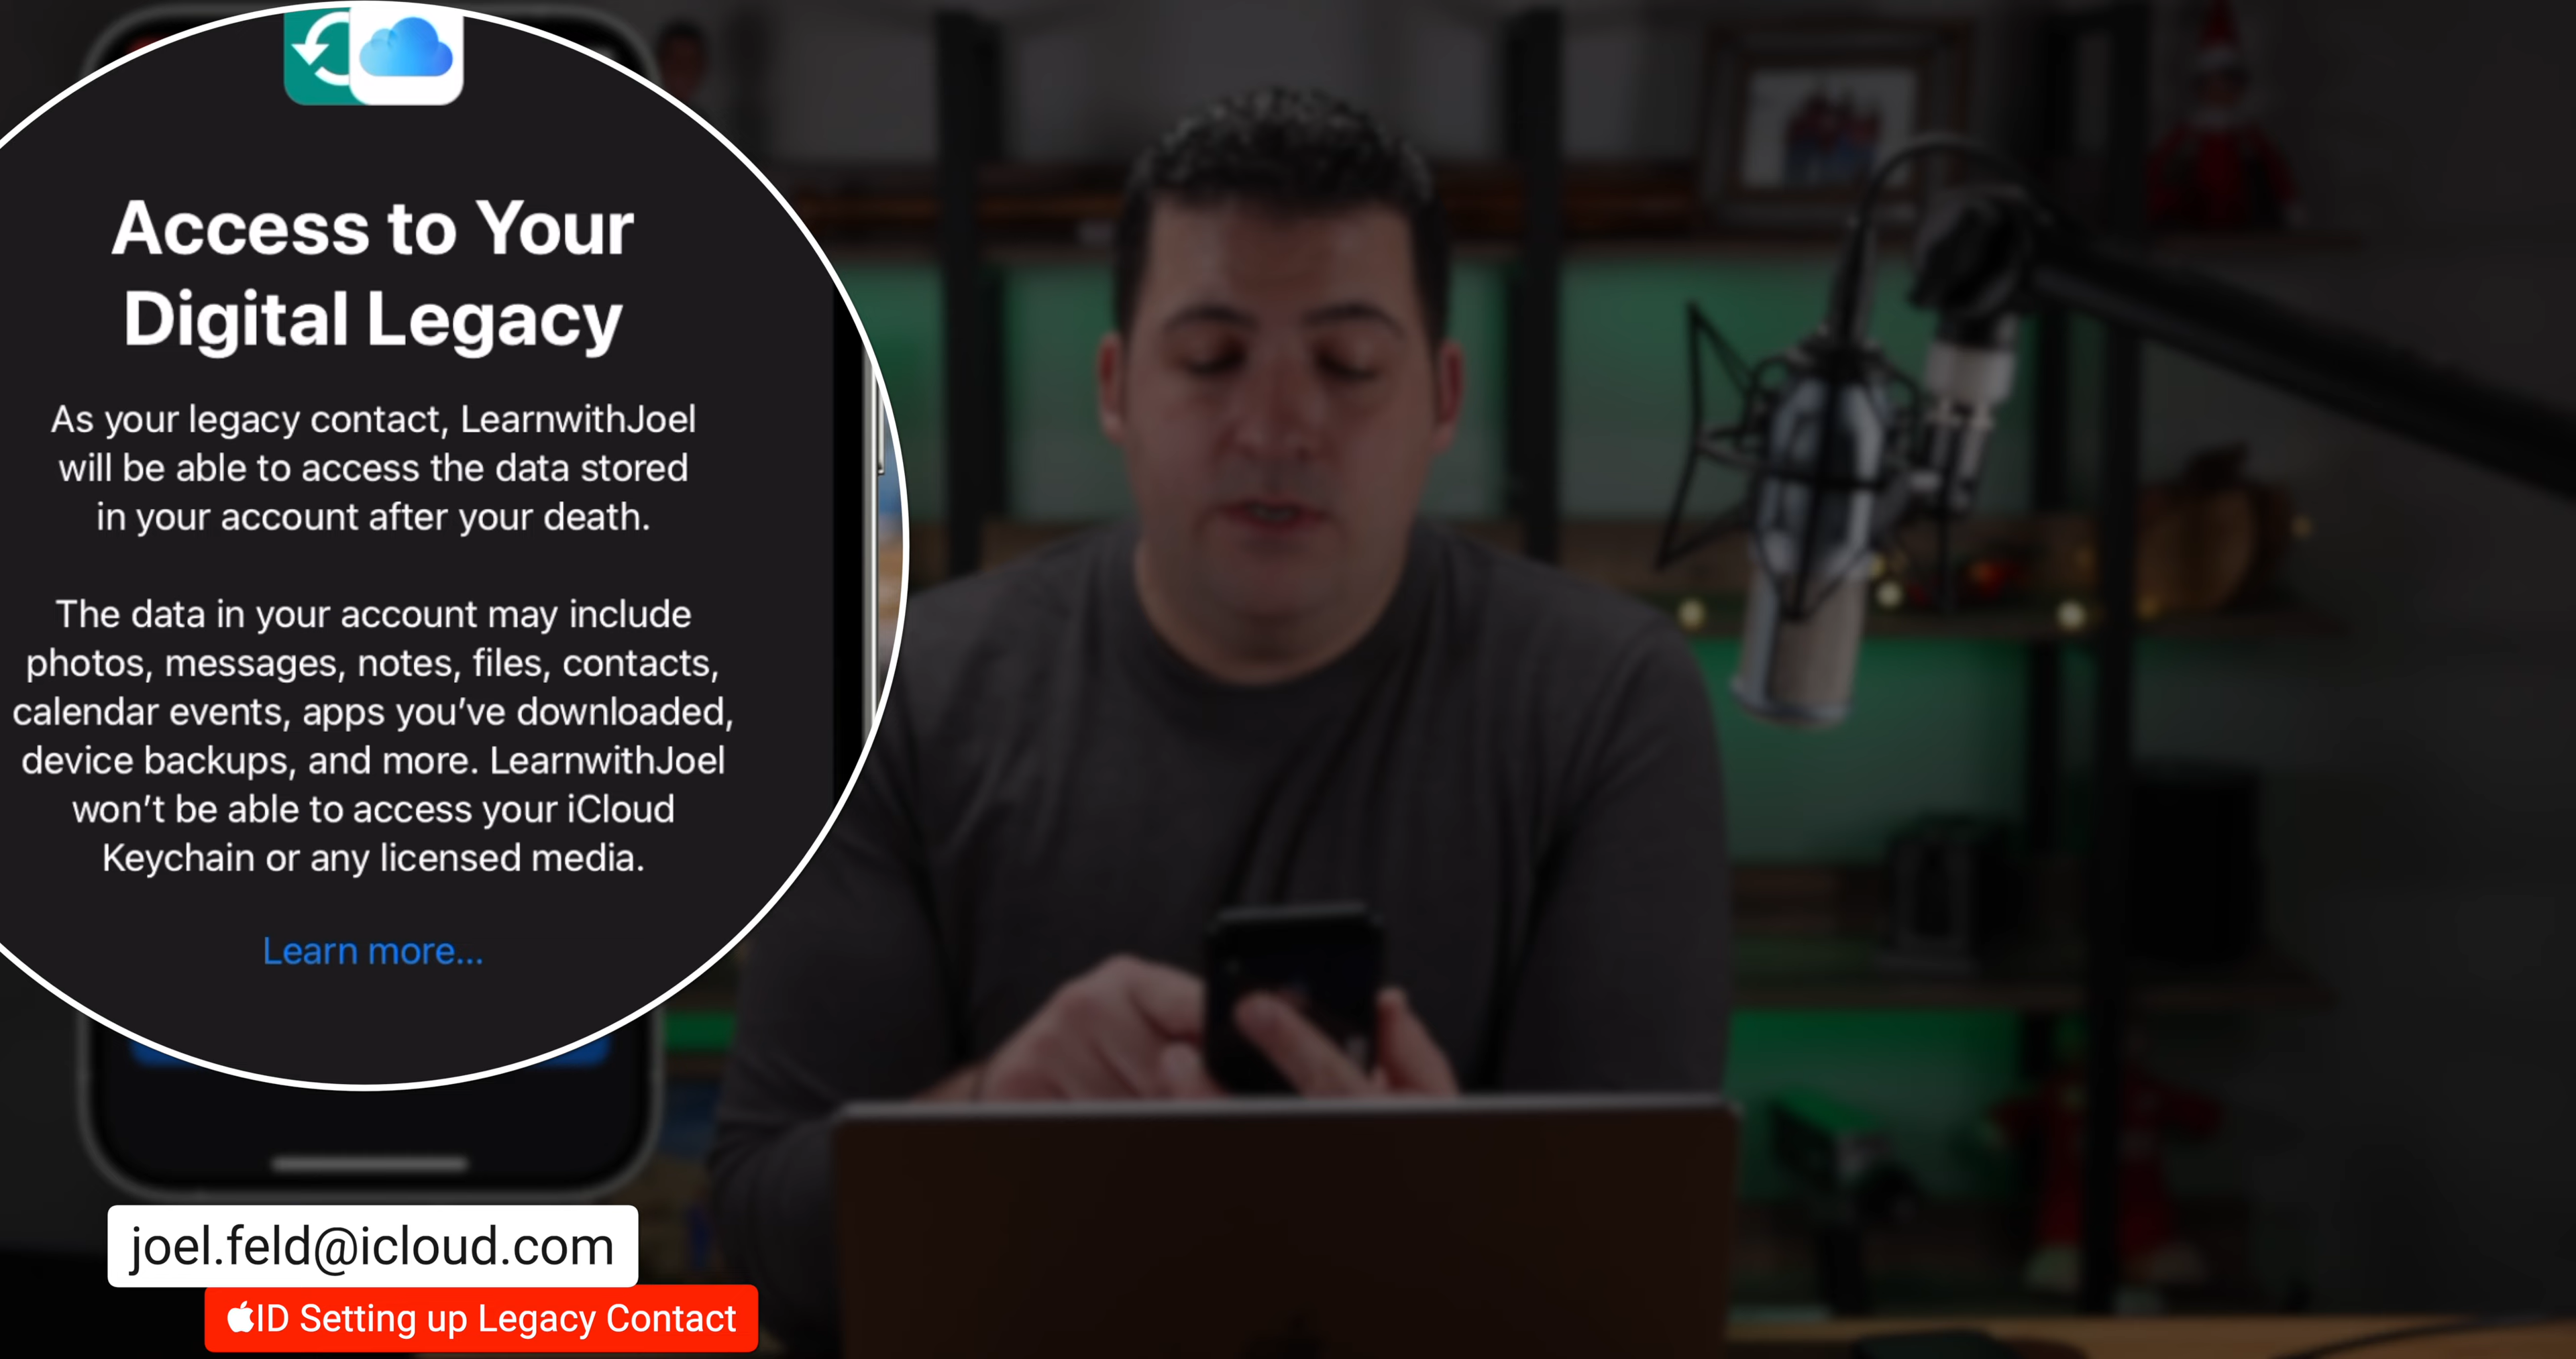 Access to Your
Digital Legacy
As your legacy contact, LearnwithJoel
will be able to access the data stored
in your account after your death.
The data in your account may include
photos, messages, notes, files, contacts,
calendar events, apps you’ve downloaded,
device backups, and more. LearnwithJoel
won’t be able to access your iCloud
Keychain or any licensed media.
Learn more...
joel.feld@icloud.com
ID Setting up Legacy Contact